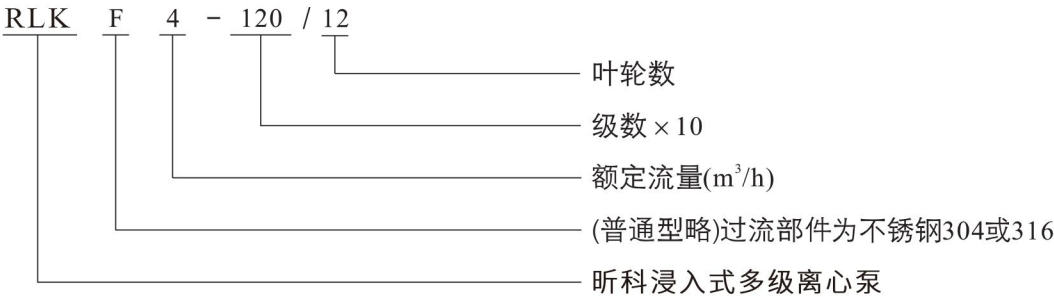 RLK F 4 - 120 / 12
叶轮数
级数×10
额定流量(m³/h)
(普通型略)过流部件为不锈钢304或316
昕科浸入式多级离心泵